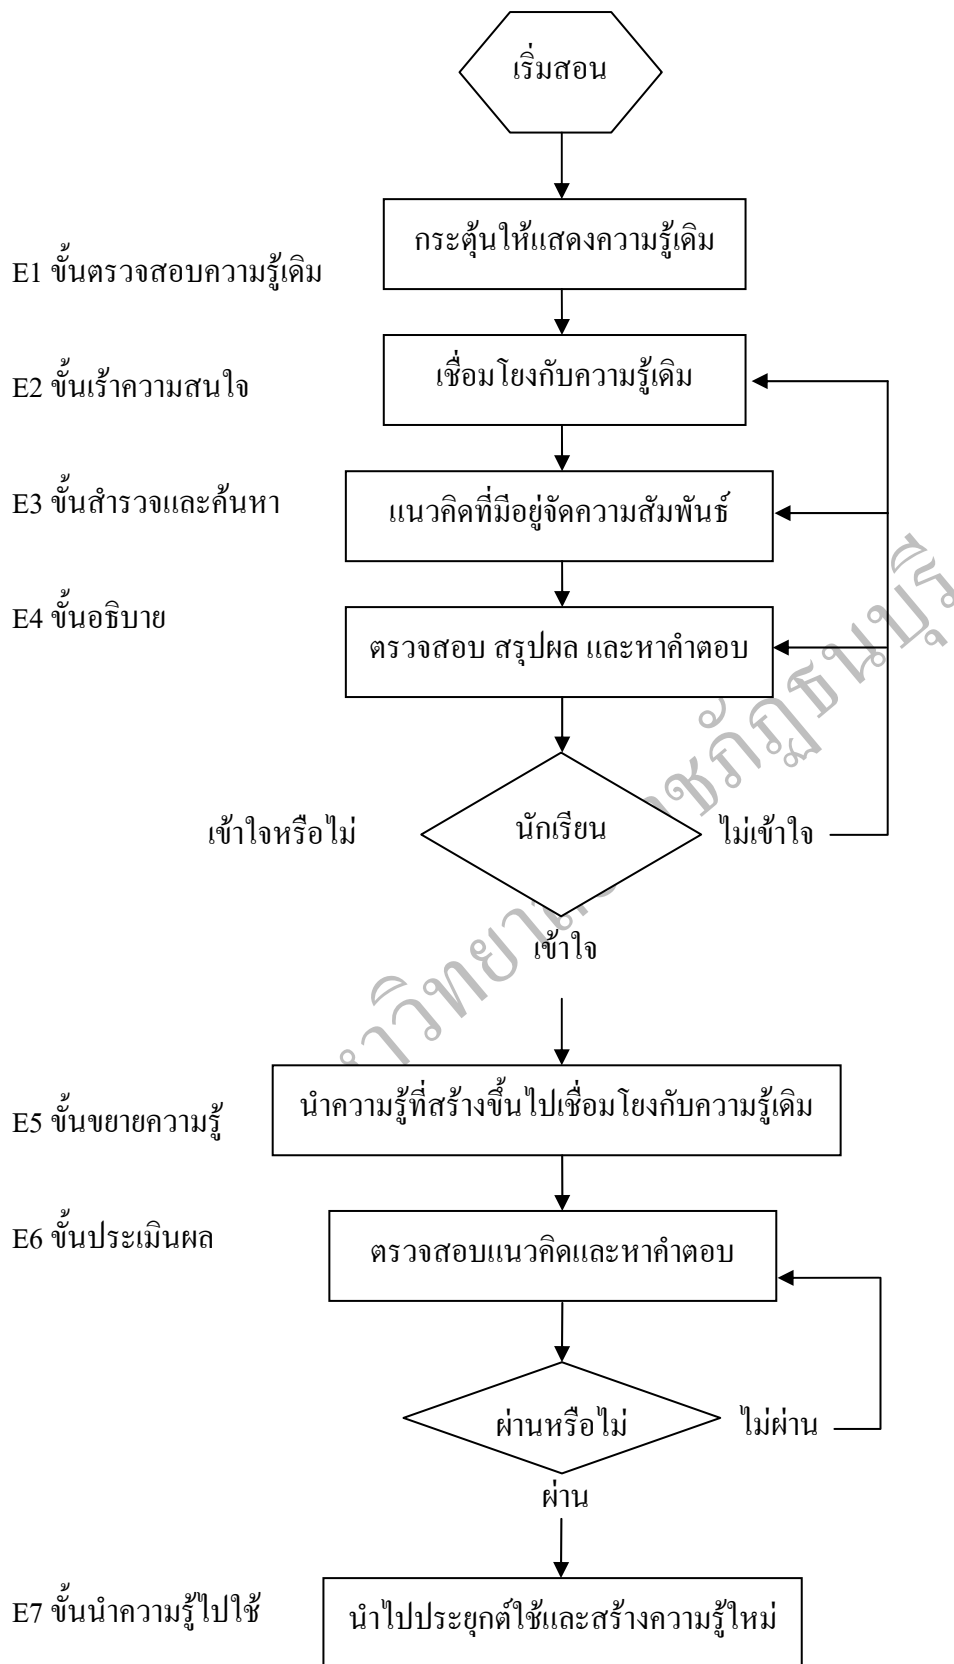 เริ่มสอน
กระตุ้นให้แสดงความรู้เดิม
E1 ขั้นตรวจสอบความรู้เดิม
เชื่อมโยงกับความรู้เดิม
E2 ขั้นเร้าความสนใจ
แนวคิดที่มีอยู่จัดความสัมพันธ์
E3 ขั้นสำรวจและค้นหา
E4 ขั้นอธิบาย
ตรวจสอบ สรุปผล และหาคำตอบ
เข้าใจหรือไม่
นักเรียน
ไม่เข้าใจ
เข้าใจ
นำความรู้ที่สร้างขึ้นไปเชื่อมโยงกับความรู้เดิม
E5 ขั้นขยายความรู้
E6 ขั้นประเมินผล
ตรวจสอบแนวคิดและหาคำตอบ
ผ่านหรือไม่
ไม่ผ่าน
ผ่าน
E7 ขั้นนำความรู้ไปใช้
นำไปประยุกต์ใช้และสร้างความรู้ใหม่